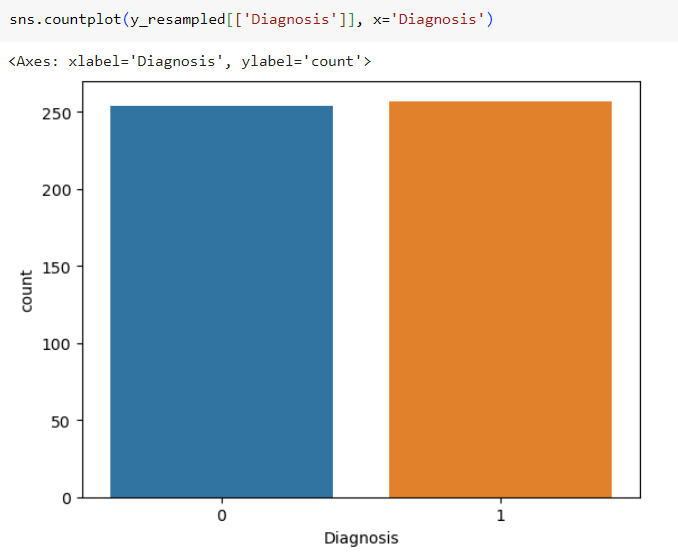 sns.countplot(y_resampled[['Diagnosis']], x='Diagnosis')
<Axes: xlabel='Diagnosis', ylabel='count'>
250
200
150
100
50
0
count
0 1
Diagnosis